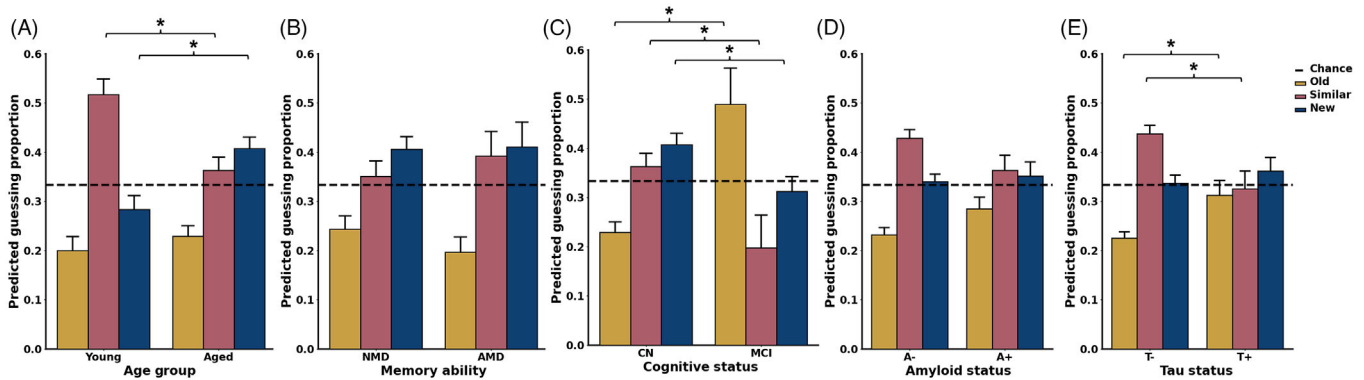 (A)
*
*
0.6
0.5
0.4
0.3
0.2
0.1
0.0
Predicted guessing proportion
Young
Aged
Age group
(B)
0.6
0.5
0.4
0.3
0.2
0.1
0.0
Predicted guessing proportion
NMD
AMD
Memory ability
(C)
*
*
*
0.6
0.5
0.4
0.3
0.2
0.1
0.0
Predicted guessing proportion
CN
MCI
Cognitive status
(D)
0.6
0.5
0.4
0.3
0.2
0.1
0.0
Predicted guessing proportion
A-
A+
Amyloid status
(E)
*
*
0.6
0.5
0.4
0.3
0.2
0.1
0.0
Predicted guessing proportion
T-
T+
Tau status
Chance
Old
Similar
New